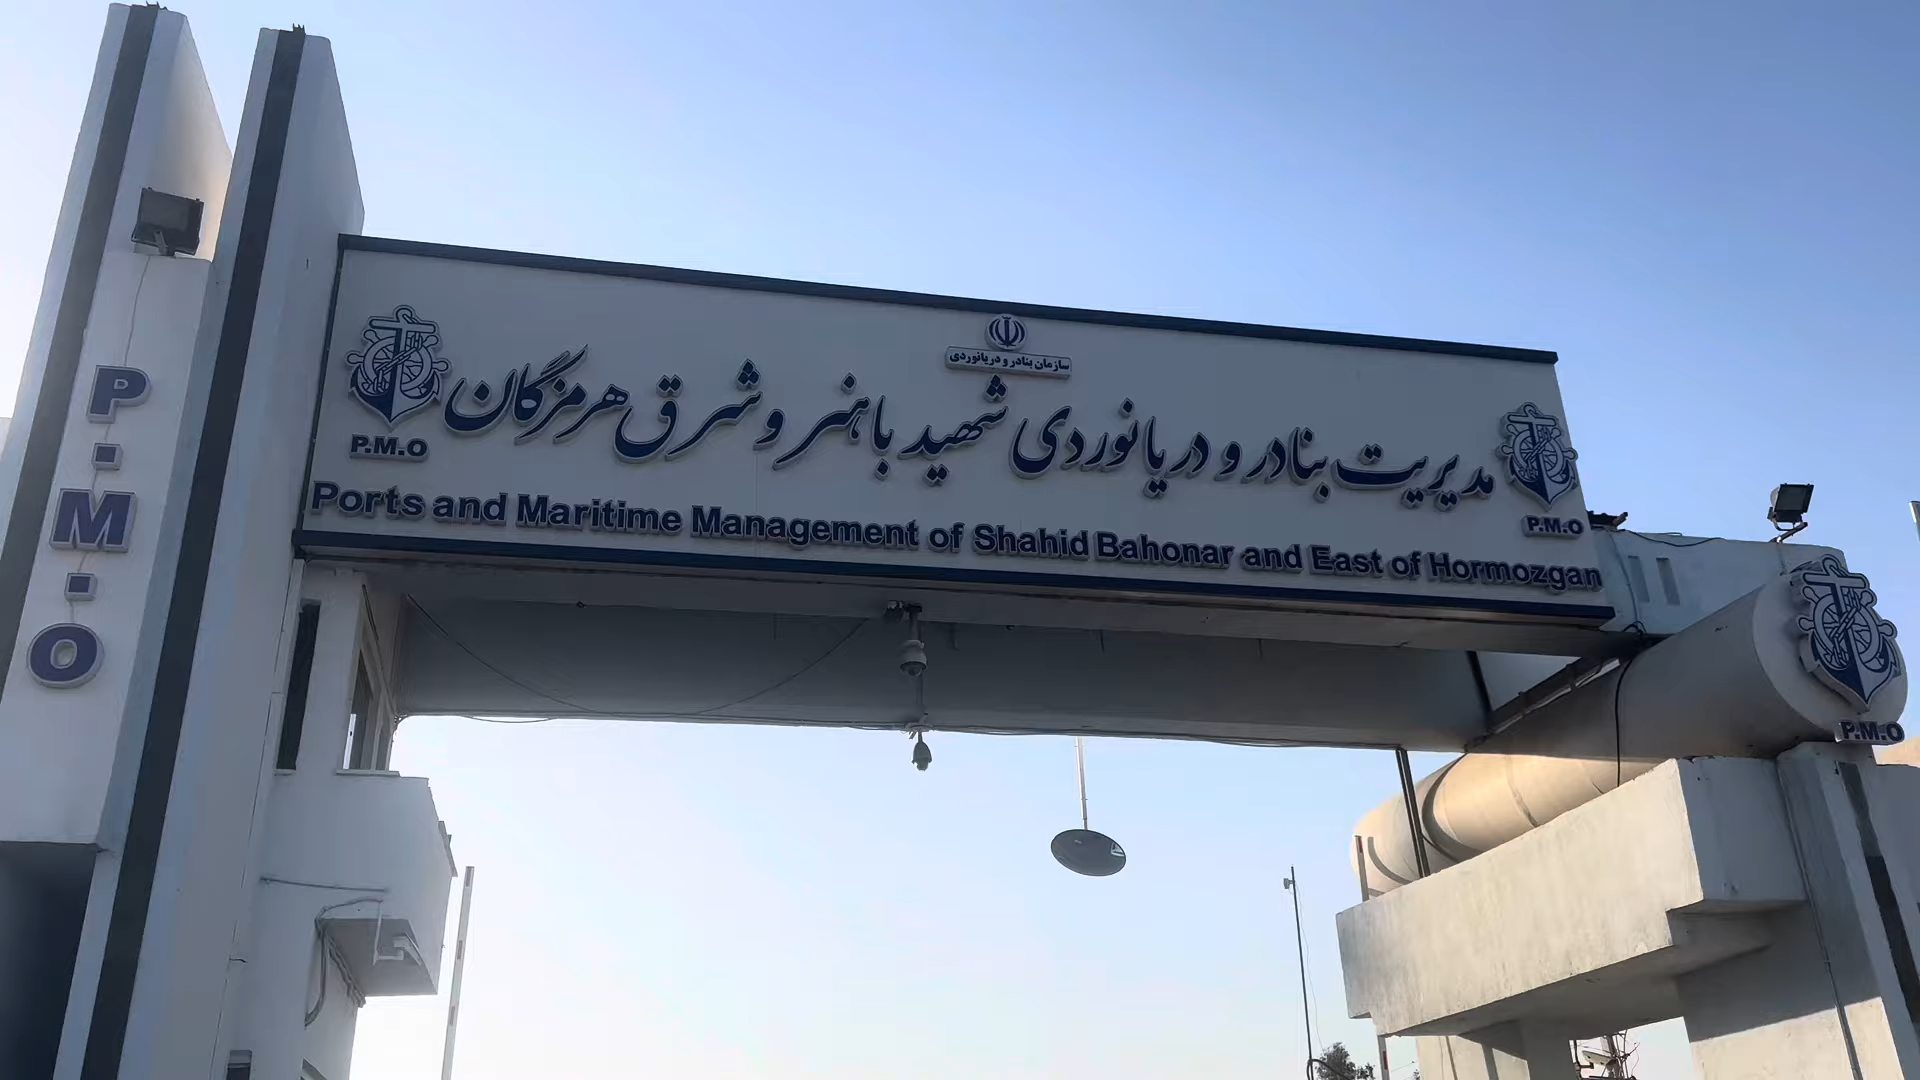 سازمان بنادر و دریانوردی
مدیریت بنادر و دریانوردی شهید باهنر و شرق هرمزگان
Ports and Maritime Management of Shahid Bahonar and East of Hormozgan
P.M.O
P.M.O
P.M.O
P.M.O